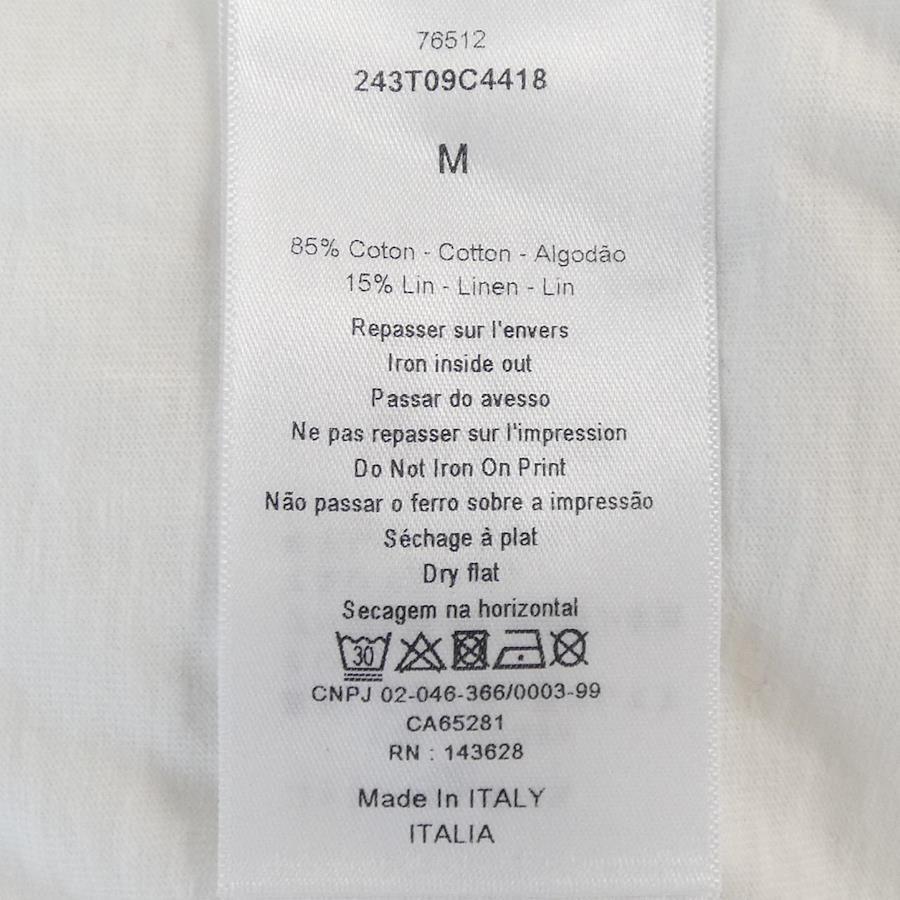 76512
243T09C4418
M
85% Coton - Cotton - Algodão
15% Lin - Linen - Lin
Repasser sur l'envers
Iron inside out
Passar do avesso
Ne pas repasser sur l'impression
Do Not Iron On Print
Não passar o ferro sobre a impressão
Séchage à plat
Dry flat
Secagem na horizontal
30
CNPJ 02-046-366/0003-99
CA65281
RN : 143628
Made In ITALY
ITALIA